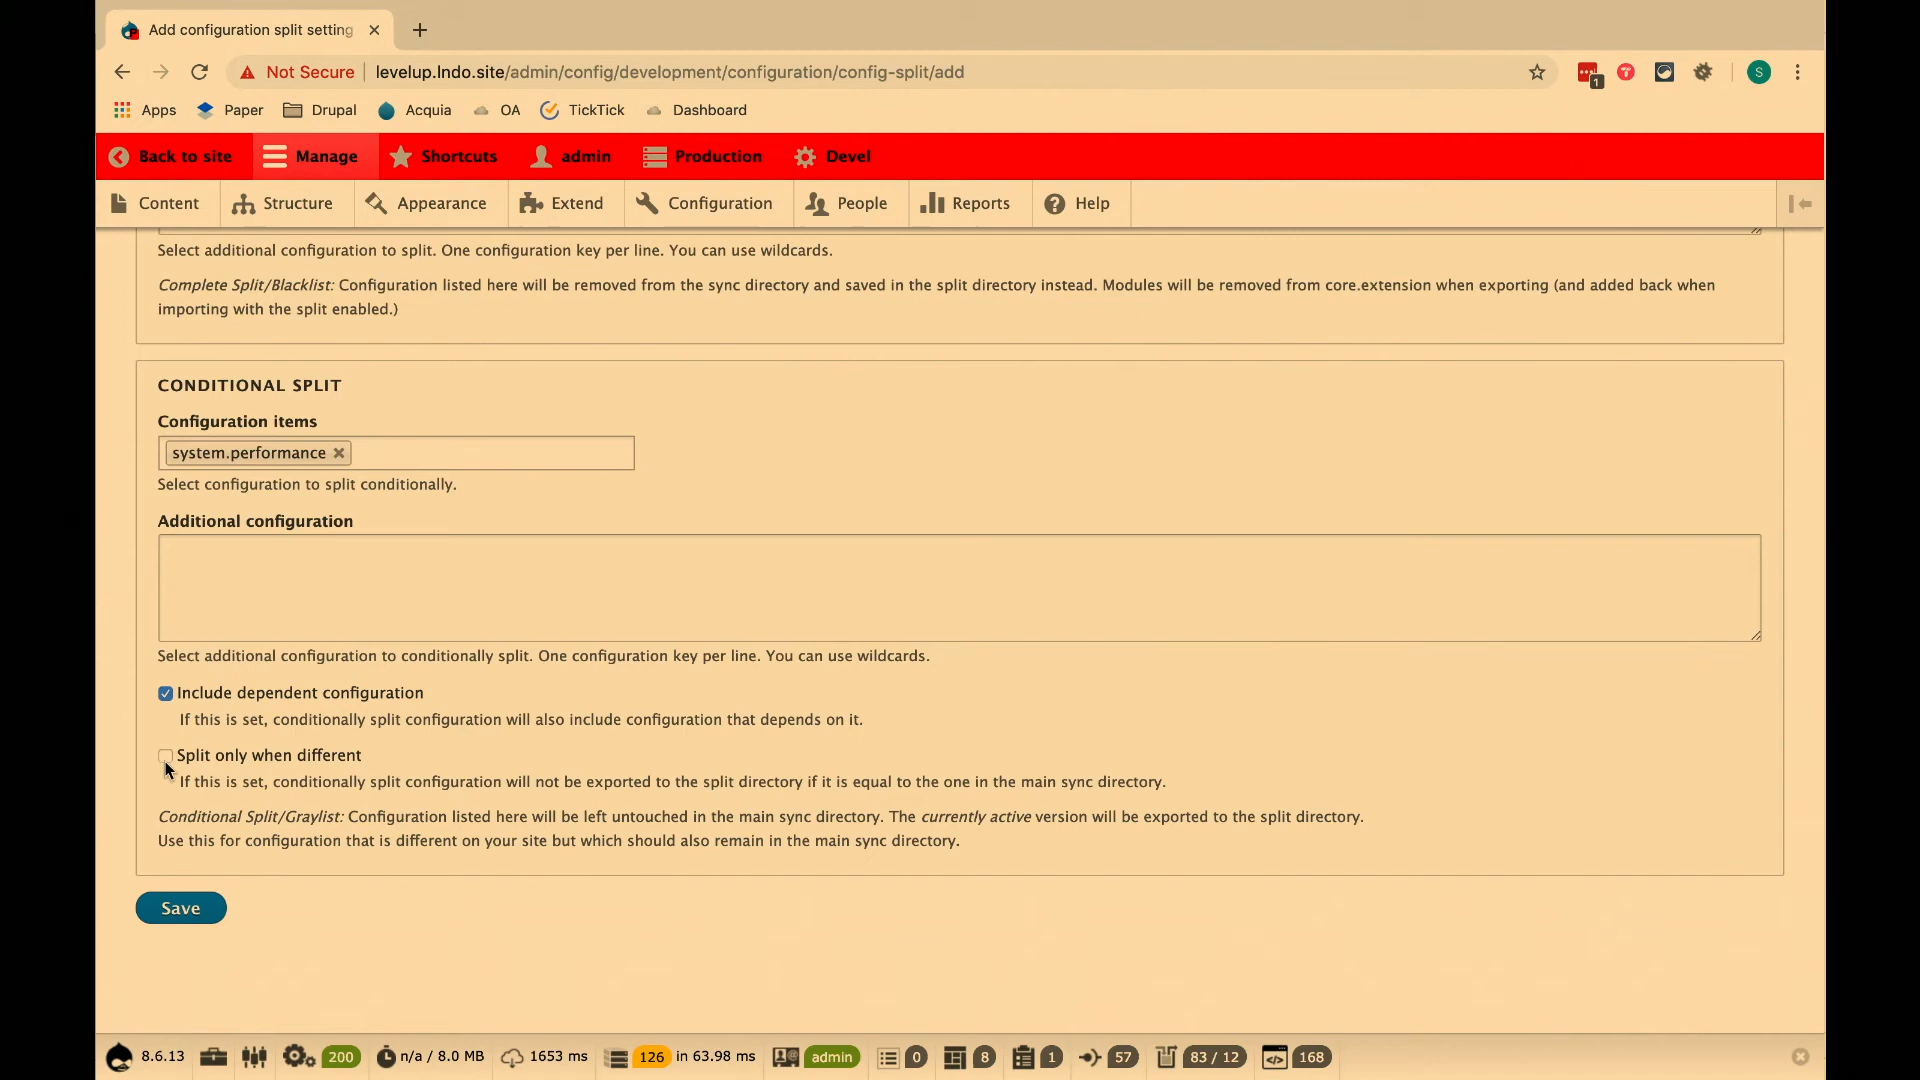 Add configuration split setting
Not Secure levelup.lndo.site/admin/config/development/configuration/config-split/add
1
S
Apps Paper Drupal Acquia OA TickTick Dashboard
Back to site Manage Shortcuts admin Production Devel
Content Structure Appearance Extend Configuration People Reports Help
Select additional configuration to split. One configuration key per line. You can use wildcards.
Complete Split/Blacklist: Configuration listed here will be removed from the sync directory and saved in the split directory instead. Modules will be removed from core.extension when exporting (and added back when
importing with the split enabled.)
CONDITIONAL SPLIT
Configuration items
system.performance
Select configuration to split conditionally.
Additional configuration
Select additional configuration to conditionally split. One configuration key per line. You can use wildcards.
Include dependent configuration
If this is set, conditionally split configuration will also include configuration that depends on it.
Split only when different
If this is set, conditionally split configuration will not be exported to the split directory if it is equal to the one in the main sync directory.
Conditional Split/Graylist: Configuration listed here will be left untouched in the main sync directory. The currently active version will be exported to the split directory.
Use this for configuration that is different on your site but which should also remain in the main sync directory.
Save
8.6.13 200 n/a / 8.0 MB 1653 ms 126 in 63.98 ms admin 0 8 1 57 83 / 12 168